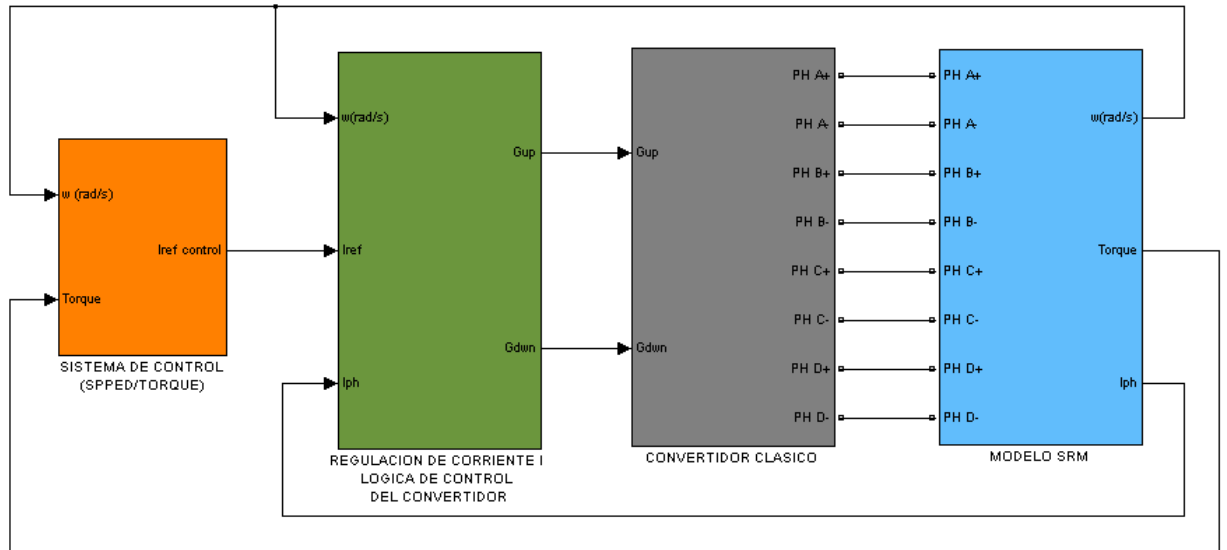 w (rad/s)
Iref control
Torque
SISTEMA DE CONTROL
(SPPED/TORQUE)
w(rad/s)
Gup
Iref
Gdwn
Iph
REGULACION DE CORRIENTE I
LOGICA DE CONTROL
DEL CONVERTIDOR
Gup
Gdwn
PH A+
PH A-
PH B+
PH B-
PH C+
PH C-
PH D+
PH D-
CONVERTIDOR CLASICO
PH A+
PH A-
PH B+
PH B-
PH C+
PH C-
PH D+
PH D-
w(rad/s)
Torque
Iph
MODELO SRM